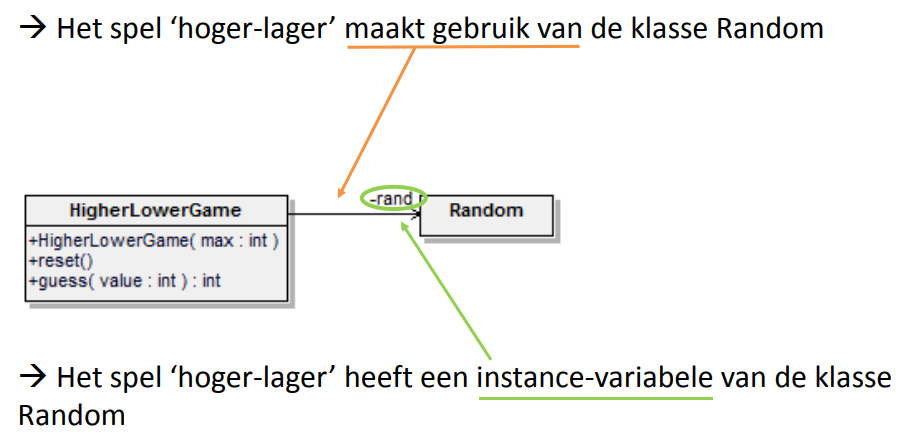 → Het spel ‘hoger-lager’ maakt gebruik van de klasse Random
-rand
HigherLowerGame
Random
+HigherLowerGame( max : int )
+reset()
+guess( value : int ) : int
→ Het spel ‘hoger-lager’ heeft een instance-variabele van de klasse
Random